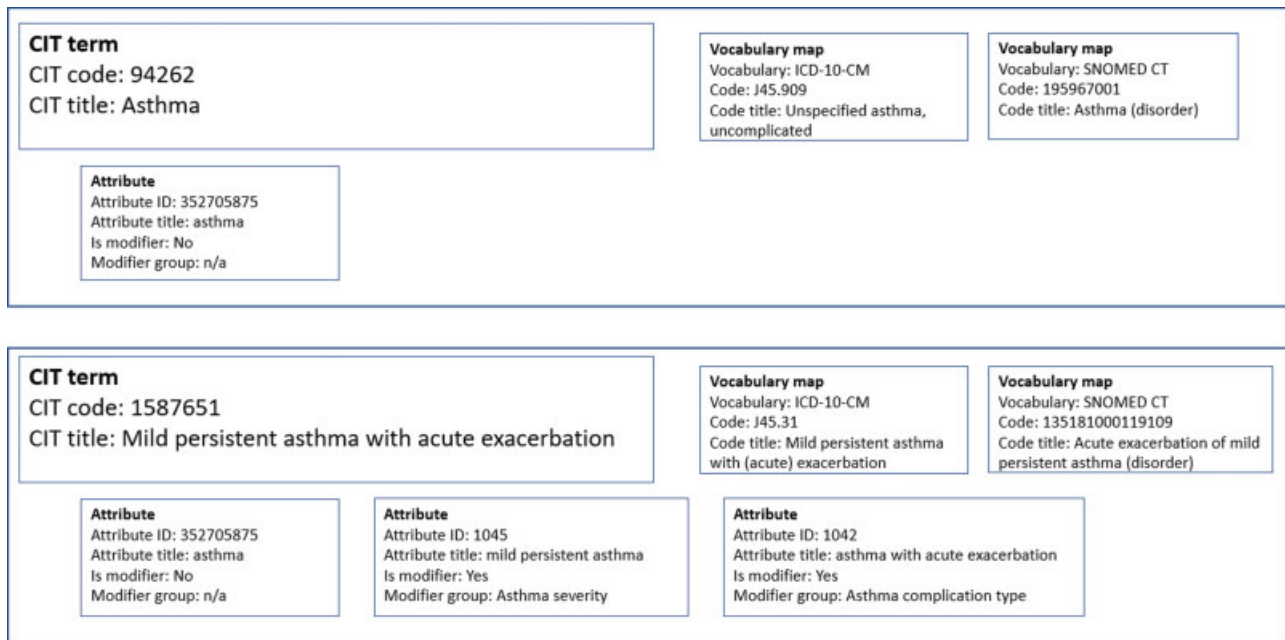 CIT term
CIT code: 94262
CIT title: Asthma
Vocabulary map
Vocabulary: ICD-10-CM
Code: J45.909
Code title: Unspecified asthma,
uncomplicated
Vocabulary map
Vocabulary: SNOMED CT
Code: 195967001
Code title: Asthma (disorder)
Attribute
Attribute ID: 352705875
Attribute title: asthma
Is modifier: No
Modifier group: n/a
CIT term
CIT code: 1587651
CIT title: Mild persistent asthma with acute exacerbation
Vocabulary map
Vocabulary: ICD-10-CM
Code: J45.31
Code title: Mild persistent asthma
with (acute) exacerbation
Vocabulary map
Vocabulary: SNOMED CT
Code: 135181000119109
Code title: Acute exacerbation of mild
persistent asthma (disorder)
Attribute
Attribute ID: 352705875
Attribute title: asthma
Is modifier: No
Modifier group: n/a
Attribute
Attribute ID: 1045
Attribute title: mild persistent asthma
Is modifier: Yes
Modifier group: Asthma severity
Attribute
Attribute ID: 1042
Attribute title: asthma with acute exacerbation
Is modifier: Yes
Modifier group: Asthma complication type